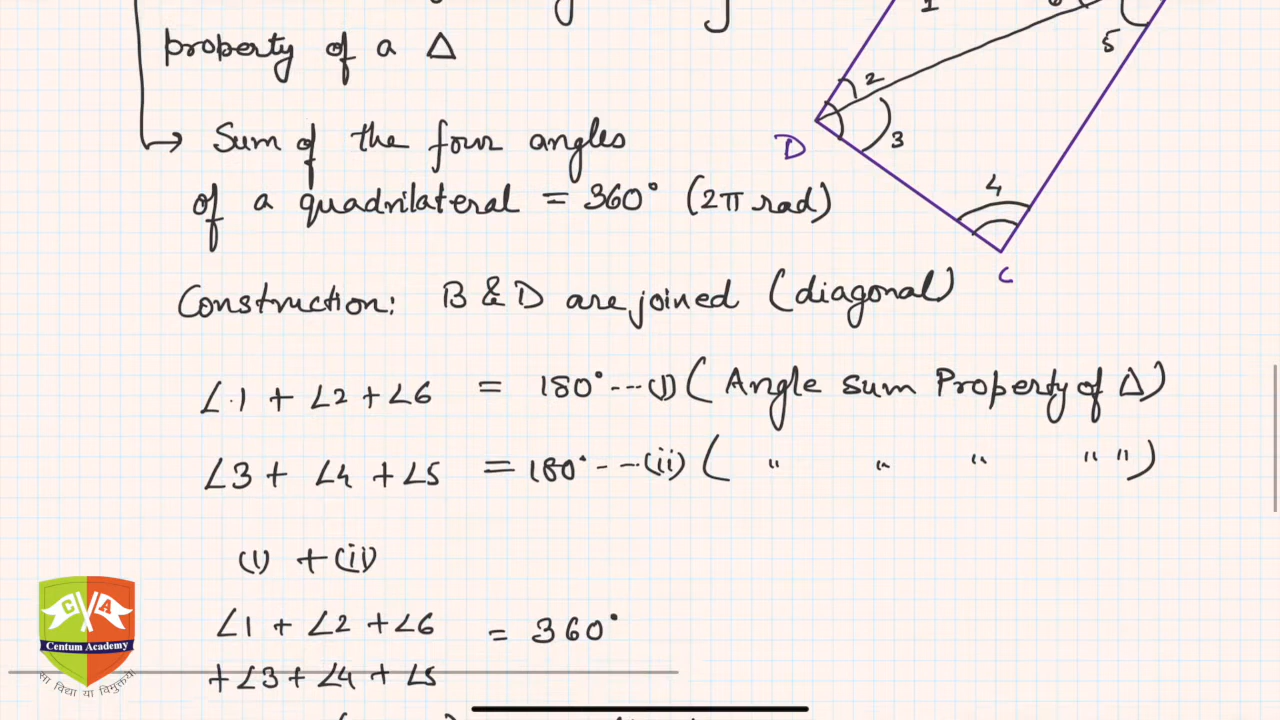 property of a Δ
1
5
2
3
D
→ Sum of the four angles
4
of a quadrilateral = 360° (2π rad)
C
Construction: B & D are joined (diagonal)
∠1 + ∠2 + ∠6 = 180° ---(i) (Angle sum Property of Δ)
∠3 + ∠4 + ∠5 = 180° ---(ii) ( " " " " ")
(i) + (ii)
∠1 + ∠2 + ∠6 = 360°
+ ∠3 + ∠4 + ∠5
C A
Centum Academy
सा विद्या या विमुक्तये